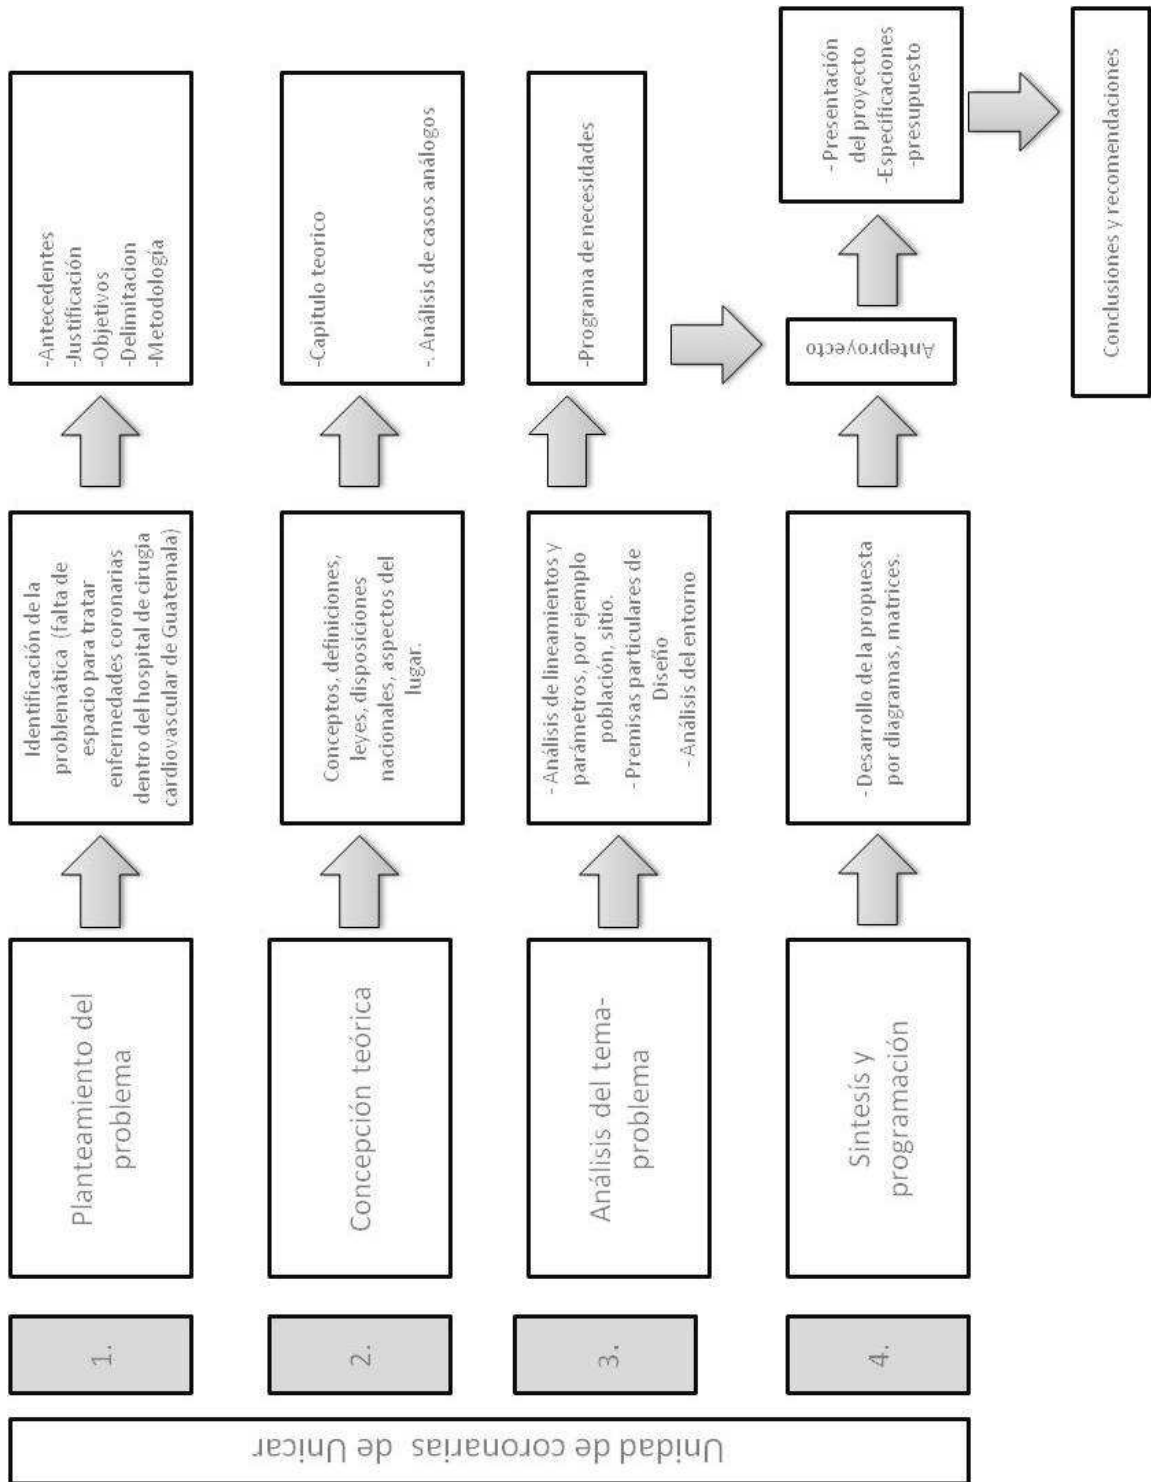 Unidad de coronarias de Unicar
1.
Planteamiento del
problema
Identificación de la
problemática (falta de
espacio para tratar
enfermedades coronarias
dentro del hospital de cirugía
cardiovascular de Guatemala)
-Antecedentes
-Justificación
-Objetivos
-Delimitacion
-Metodología
2.
Concepción teórica
Conceptos, definiciones,
leyes, disposiciones
nacionales, aspectos del
lugar.
-Capitulo teorico
-. Análisis de casos análogos
3.
Análisis del tema-
problema
- Análisis de lineamientos y
parámetros, por ejemplo
población, sitio.
- Premisas particulares de
Diseño
- Análisis del entorno
-Programa de necesidades
4.
Sintesís y
programación
- Desarrollo de la propuesta
por diagramas, matrices.
Anteproyecto
- Presentación
del proyecto
-Especificaciones
-presupuesto
Conclusiones y recomendaciones